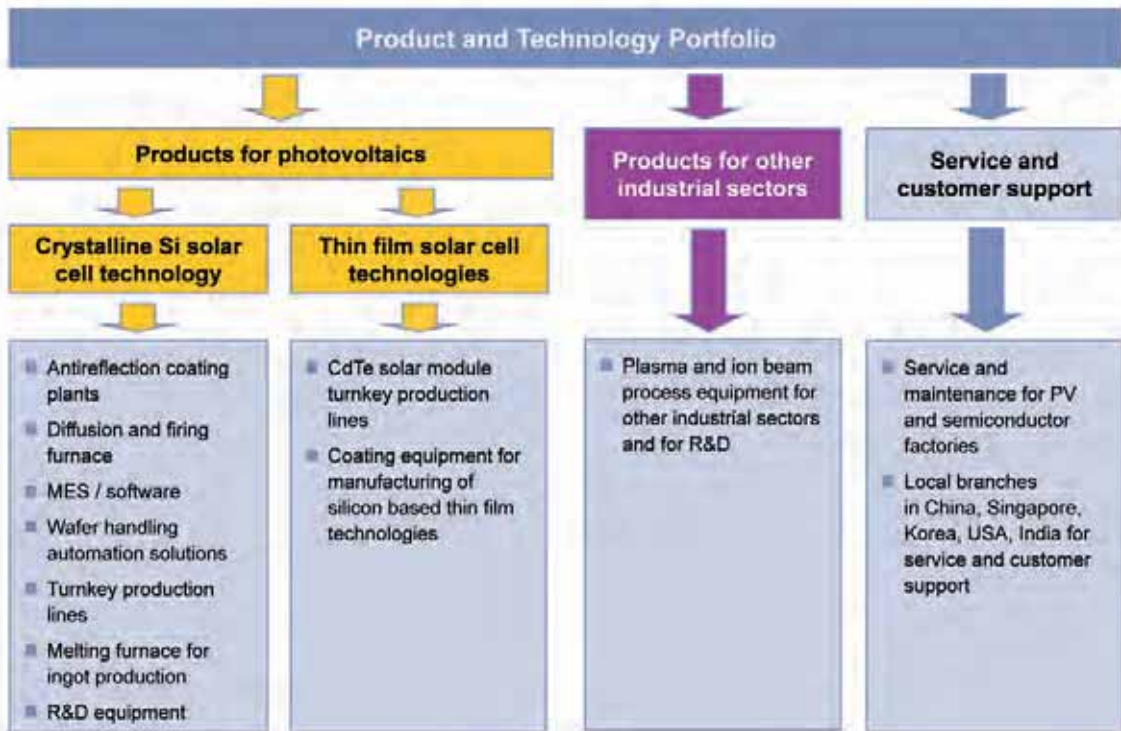 Product and Technology Portfolio
Products for photovoltaics
Products for other
industrial sectors
Service and
customer support
Crystalline Si solar
cell technology
Thin film solar cell
technologies
Antireflection coating
plants
Diffusion and firing
furnace
MES / software
Wafer handling
automation solutions
Turnkey production
lines
Melting furnace for
ingot production
R&D equipment
CdTe solar module
turnkey production
lines
Coating equipment for
manufacturing of
silicon based thin film
technologies
Plasma and ion beam
process equipment for
other industrial sectors
and for R&D
Service and
maintenance for PV
and semiconductor
factories
Local branches
in China, Singapore,
Korea, USA, India for
service and customer
support